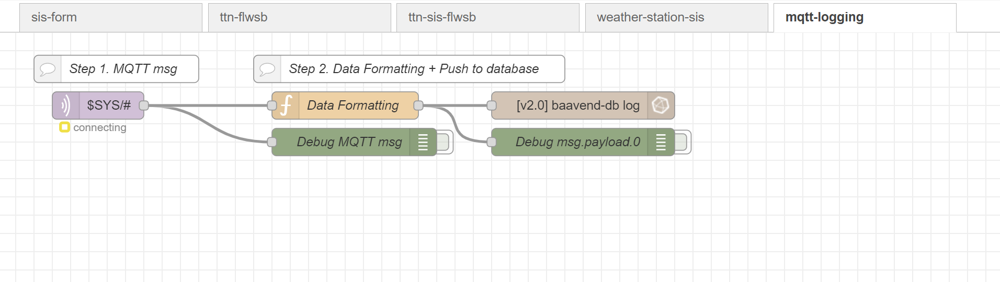 sis-form
ttn-flwsb
ttn-sis-flwsb
weather-station-sis
mqtt-logging
Step 1. MQTT msg
Step 2. Data Formatting + Push to database
$SYS/#
Data Formatting
[v2.0] baavend-db log
connecting
Debug MQTT msg
Debug msg.payload.0